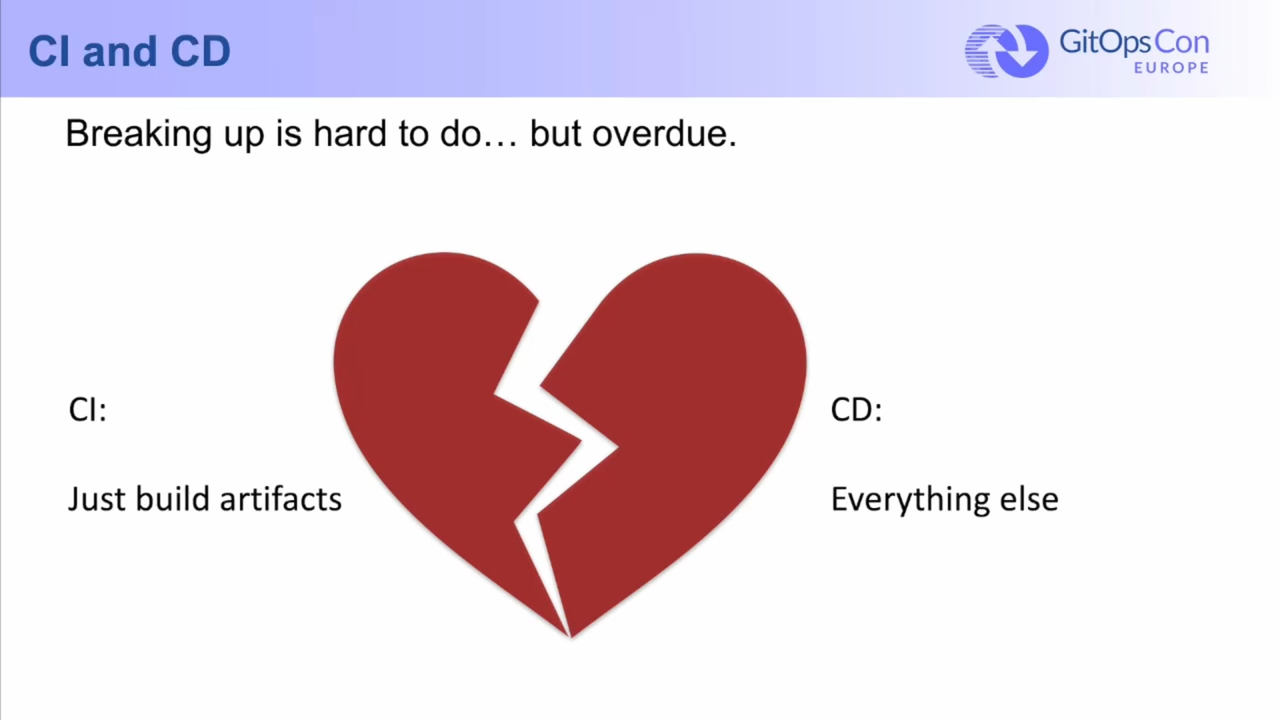 CI and CD
GitOpsCon
EUROPE
Breaking up is hard to do… but overdue.
CI:
Just build artifacts
CD:
Everything else